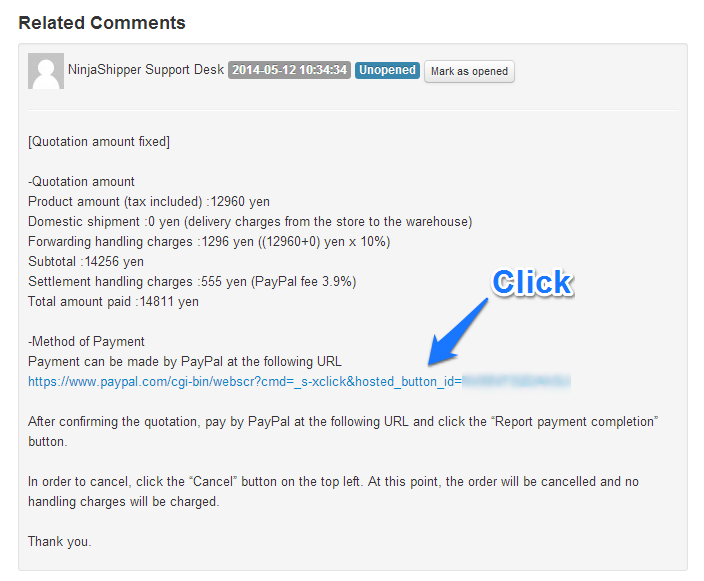 Related Comments
NinjaShipper Support Desk 2014-05-12 10:34:34 Unopened Mark as opened
[Quotation amount fixed]
-Quotation amount
Product amount (tax included) :12960 yen
Domestic shipment :0 yen (delivery charges from the store to the warehouse)
Forwarding handling charges :1296 yen ((12960+0) yen x 10%)
Subtotal :14256 yen
Settlement handling charges :555 yen (PayPal fee 3.9%)
Total amount paid :14811 yen
Click
-Method of Payment
Payment can be made by PayPal at the following URL
https://www.paypal.com/cgi-bin/webscr?cmd=_s-xclick&hosted_button_id=
After confirming the quotation, pay by PayPal at the following URL and click the “Report payment completion”
button.
In order to cancel, click the “Cancel” button on the top left. At this point, the order will be cancelled and no
handling charges will be charged.
Thank you.